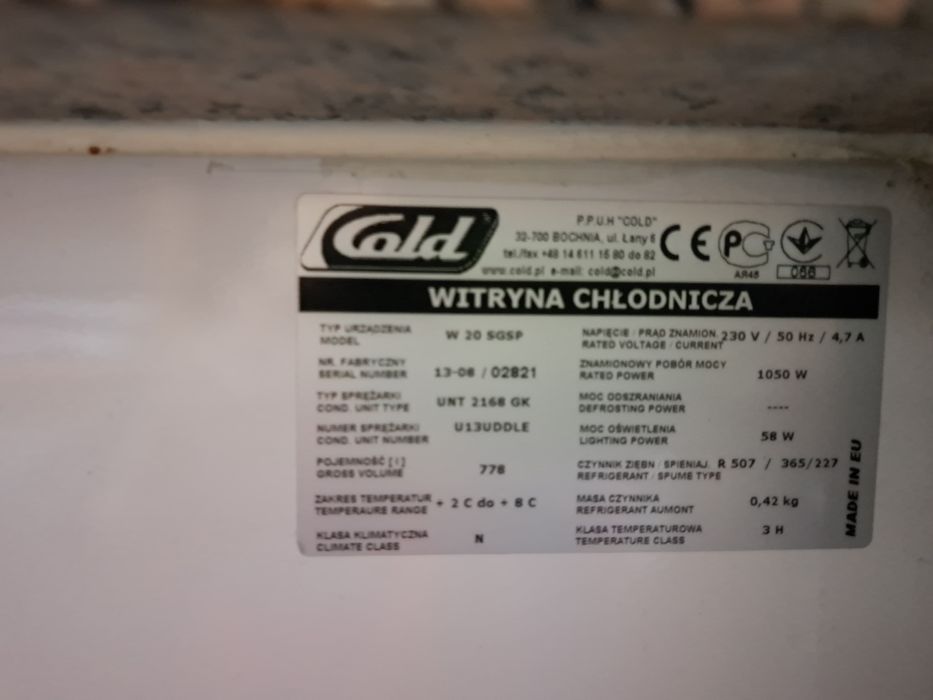 Cold
P.P.U.H "COLD"
32-700 BOCHNIA, ul. Łany 6
tel./fax +48 14 611 15 80 do 82
www.cold.pl e-mail: cold@cold.pl
CE
PC
AR46
WITRYNA CHŁODNICZA
TYP URZĄDZENIA
MODEL
W 20 SGSP
NAPIĘCIE / PRĄD ZNAMION.
RATED VOLTAGE / CURRENT
230 V / 50 Hz / 4,7 A
NR. FABRYCZNY
SERIAL NUMBER
13-08 / 02821
ZNAMIONOWY POBÓR MOCY
RATED POWER
1050 W
TYP SPRĘŻARKI
COND. UNIT TYPE
UNT 2168 GK
MOC ODSZRANIANIA
DEFROSTING POWER
----
NUMER SPRĘŻARKI
COND. UNIT NUMBER
U13UDDLE
MOC OŚWIETLENIA
LIGHTING POWER
58 W
POJEMNOŚĆ [l]
GROSS VOLUME
778
CZYNNIK ZIĘBN / SPIENIAJ.
REFRIGERANT / SPUME TYPE
R 507 / 365/227
ZAKRES TEMPERATUR
TEMPERAURE RANGE
+ 2 C do + 8 C
MASA CZYNNIKA
REFRIGERANT AUMONT
0,42 kg
KLASA KLIMATYCZNA
CLIMATE CLASS
N
KLASA TEMPERATUROWA
TEMPERATURE CLASS
3 H
MADE IN EU